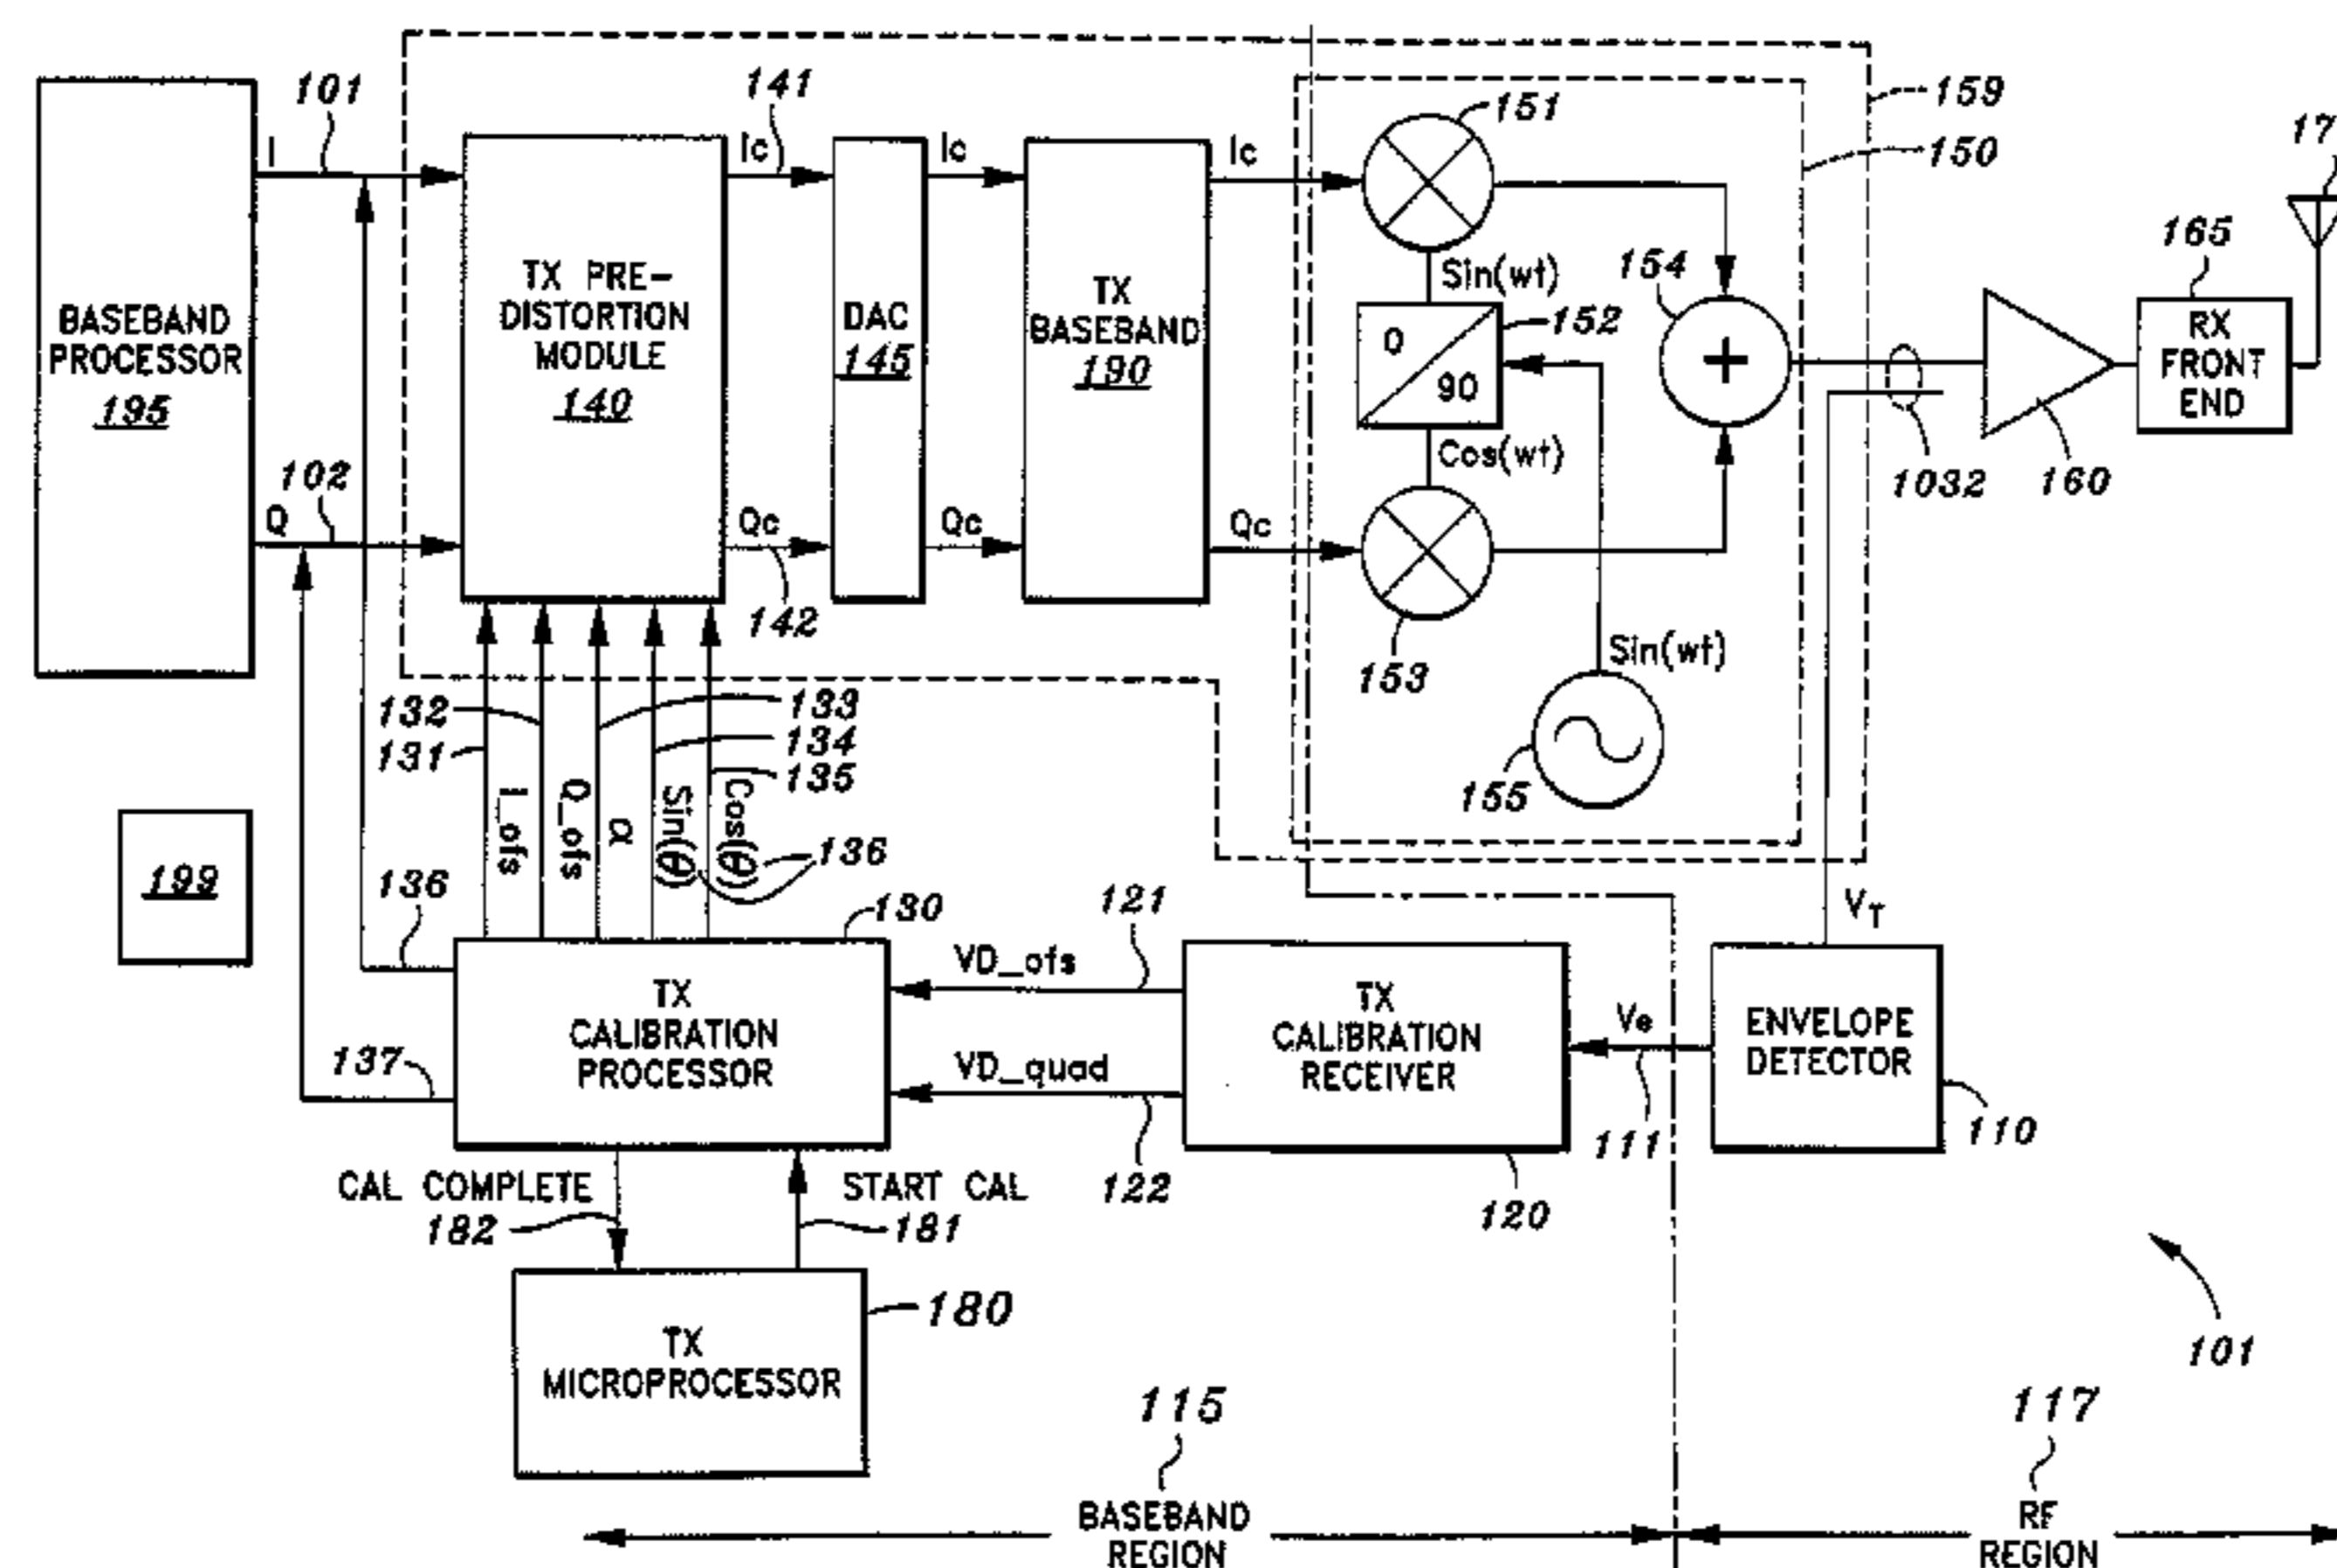 101
141
151
159
150
17
I
Ic
Ic
Ic
165
BASEBAND
PROCESSOR
195
TX PRE-
DISTORTION
MODULE
140
DAC
145
TX
BASEBAND
190
Sin(wt)
154
0
90
152
+
RX
FRONT
END
Cos(wt)
102
Q
Qc
Qc
Qc
1032
160
142
153
Sin(wt)
155
132
131
133
134
135
I_ofs
Q_ofs
α
Sin(θ)
Cos(θ)
136
199
136
130
121
VT
VD_ofs
TX
CALIBRATION
PROCESSOR
TX
CALIBRATION
RECEIVER
Ve
ENVELOPE
DETECTOR
137
VD_quad
111
110
122
120
CAL COMPLETE
182
START CAL
181
180
TX
MICROPROCESSOR
101
115
117
BASEBAND
REGION
RF
REGION